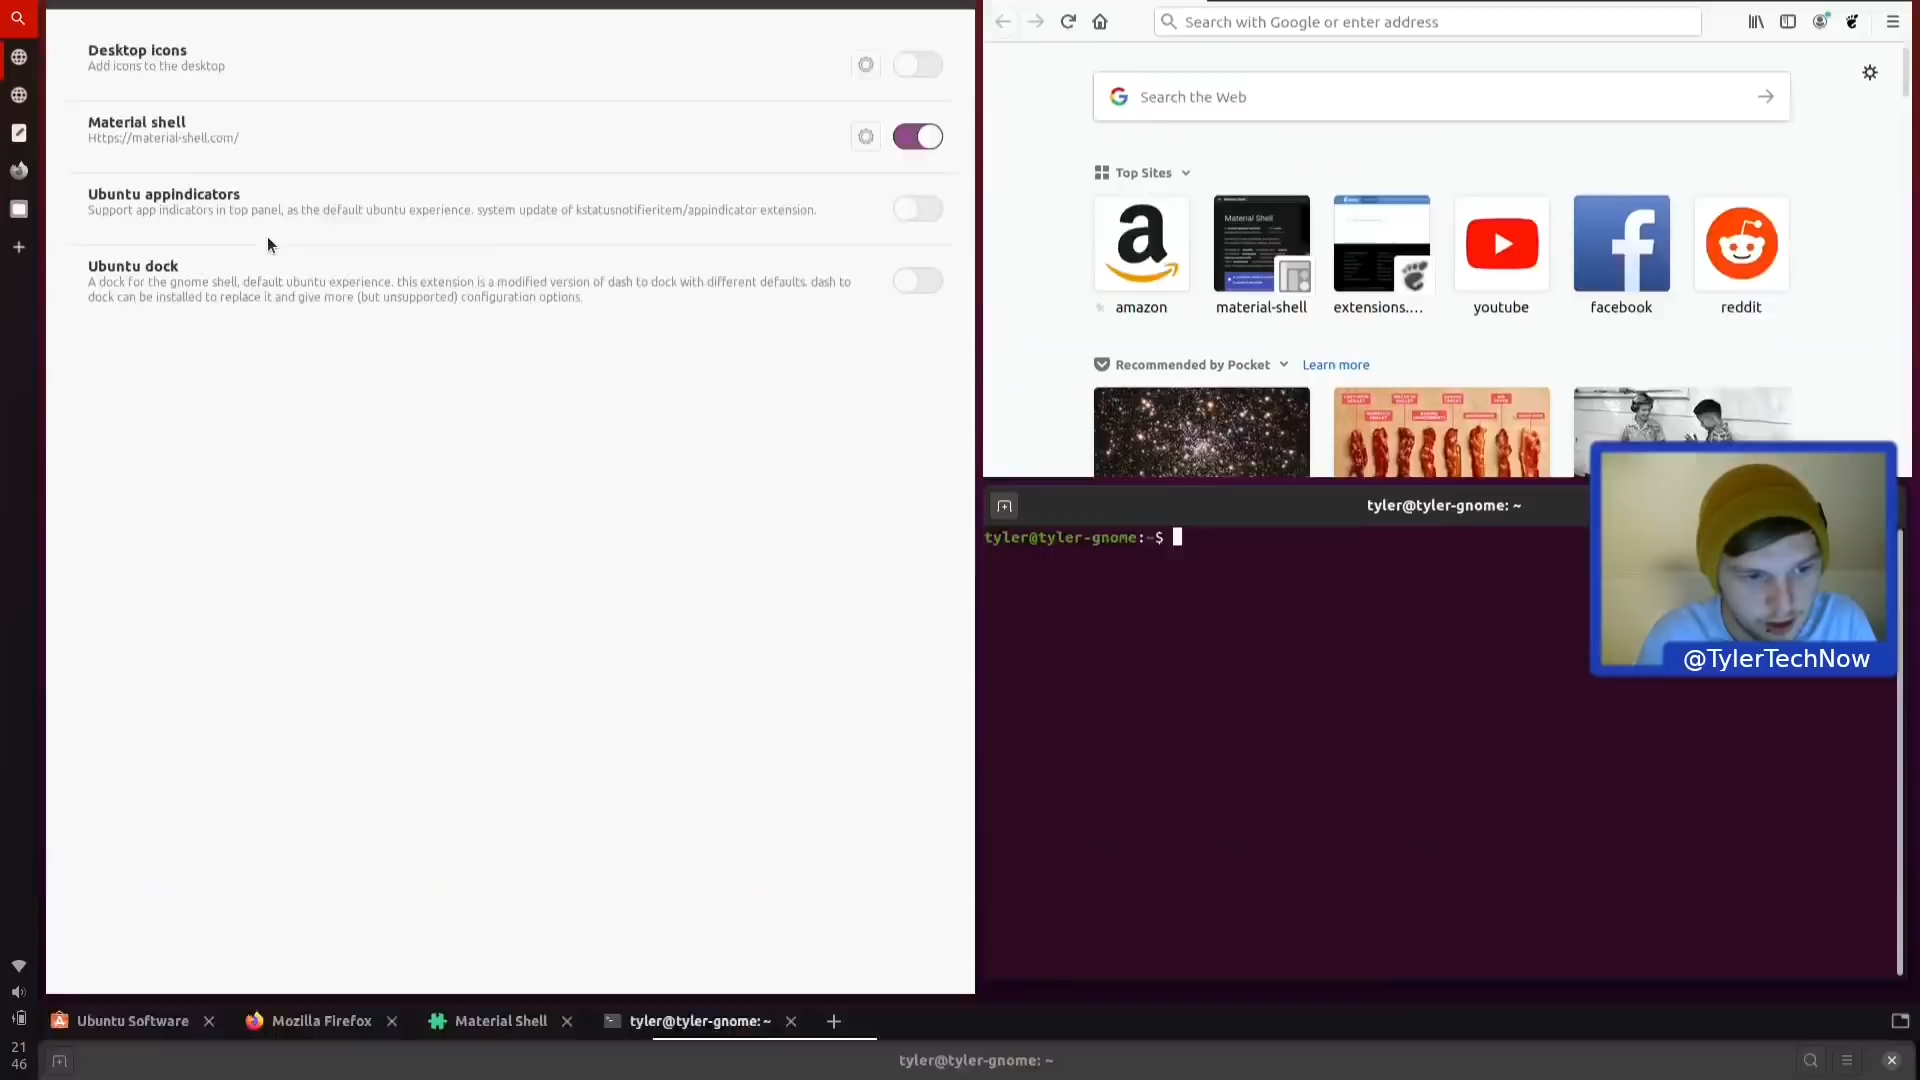 Desktop icons
Add icons to the desktop
Material shell
Https://material-shell.com/
Ubuntu appindicators
Support app indicators in top panel, as the default ubuntu experience. system update of kstatusnotifieritem/appindicator extension.
Ubuntu dock
A dock for the gnome shell, default ubuntu experience. this extension is a modified version of dash to dock with different defaults. dash to
dock can be installed to replace it and give more (but unsupported) configuration options.
Search with Google or enter address
Search the Web
Top Sites
Material Shell
amazon
material-shell
extensions....
youtube
facebook
reddit
Recommended by Pocket
Learn more
tyler@tyler-gnome: ~
tyler@tyler-gnome:~$
@TylerTechNow
Ubuntu Software
Mozilla Firefox
Material Shell
tyler@tyler-gnome: ~
21
46
tyler@tyler-gnome: ~